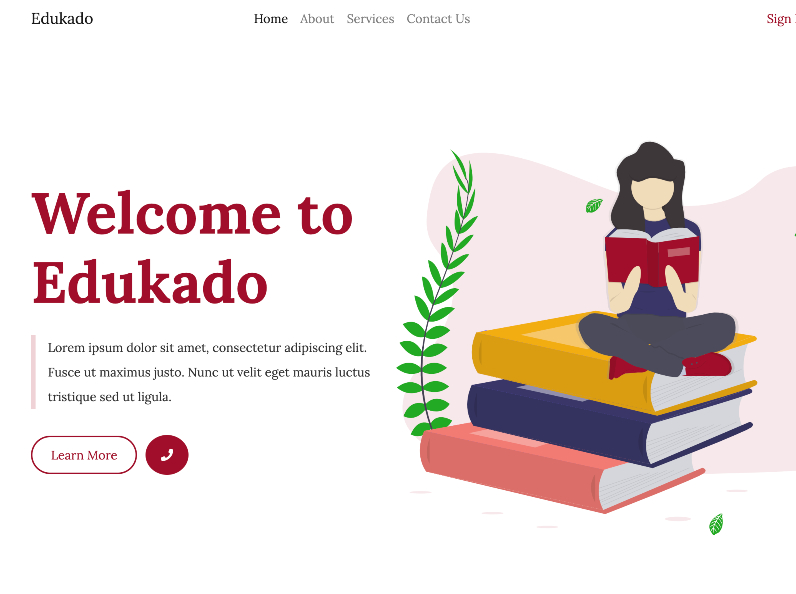 Edukado
Home About Services Contact Us
Sign
Welcome to
Edukado
Lorem ipsum dolor sit amet, consectetur adipiscing elit.
Fusce ut maximus justo. Nunc ut velit eget mauris luctus
tristique sed ut ligula.
Learn More